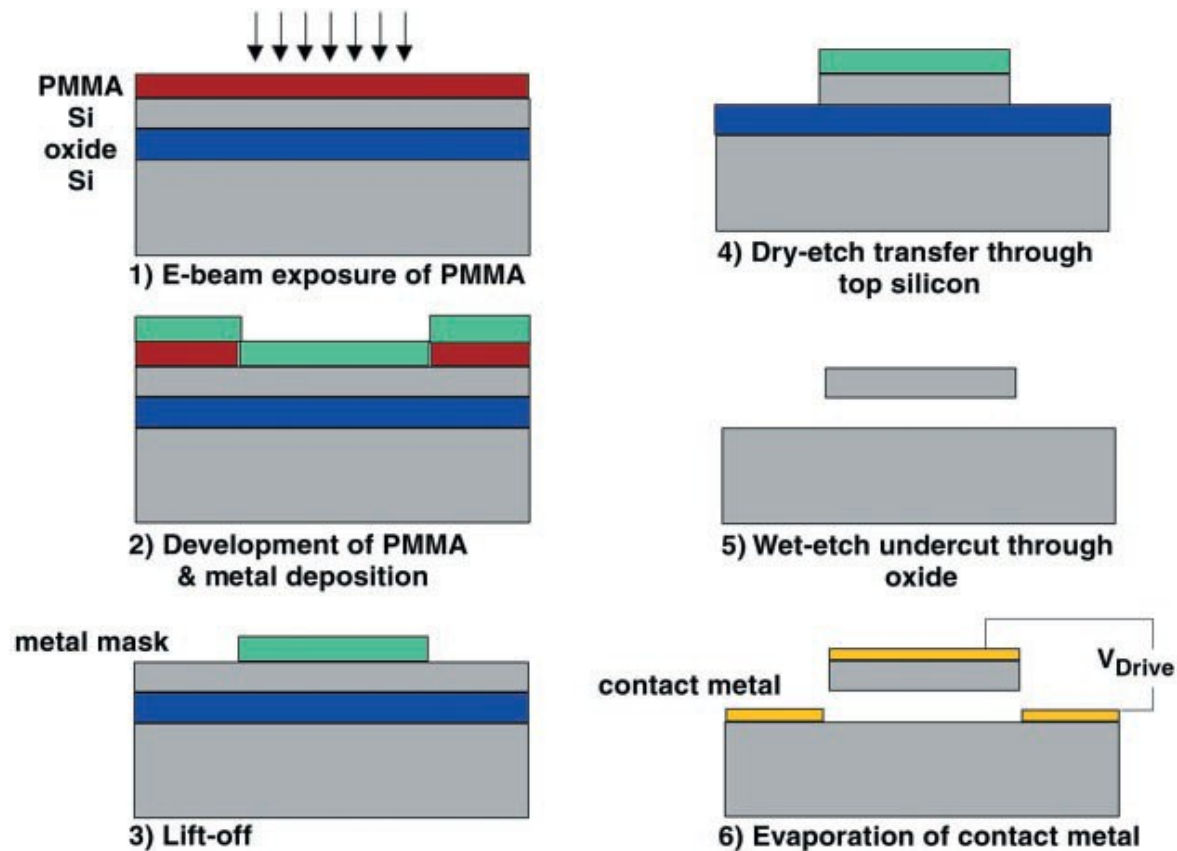 PMMA
Si
oxide
Si
1) E-beam exposure of PMMA
2) Development of PMMA
& metal deposition
metal mask
3) Lift-off
4) Dry-etch transfer through
top silicon
5) Wet-etch undercut through
oxide
contact metal
VDrive
6) Evaporation of contact metal